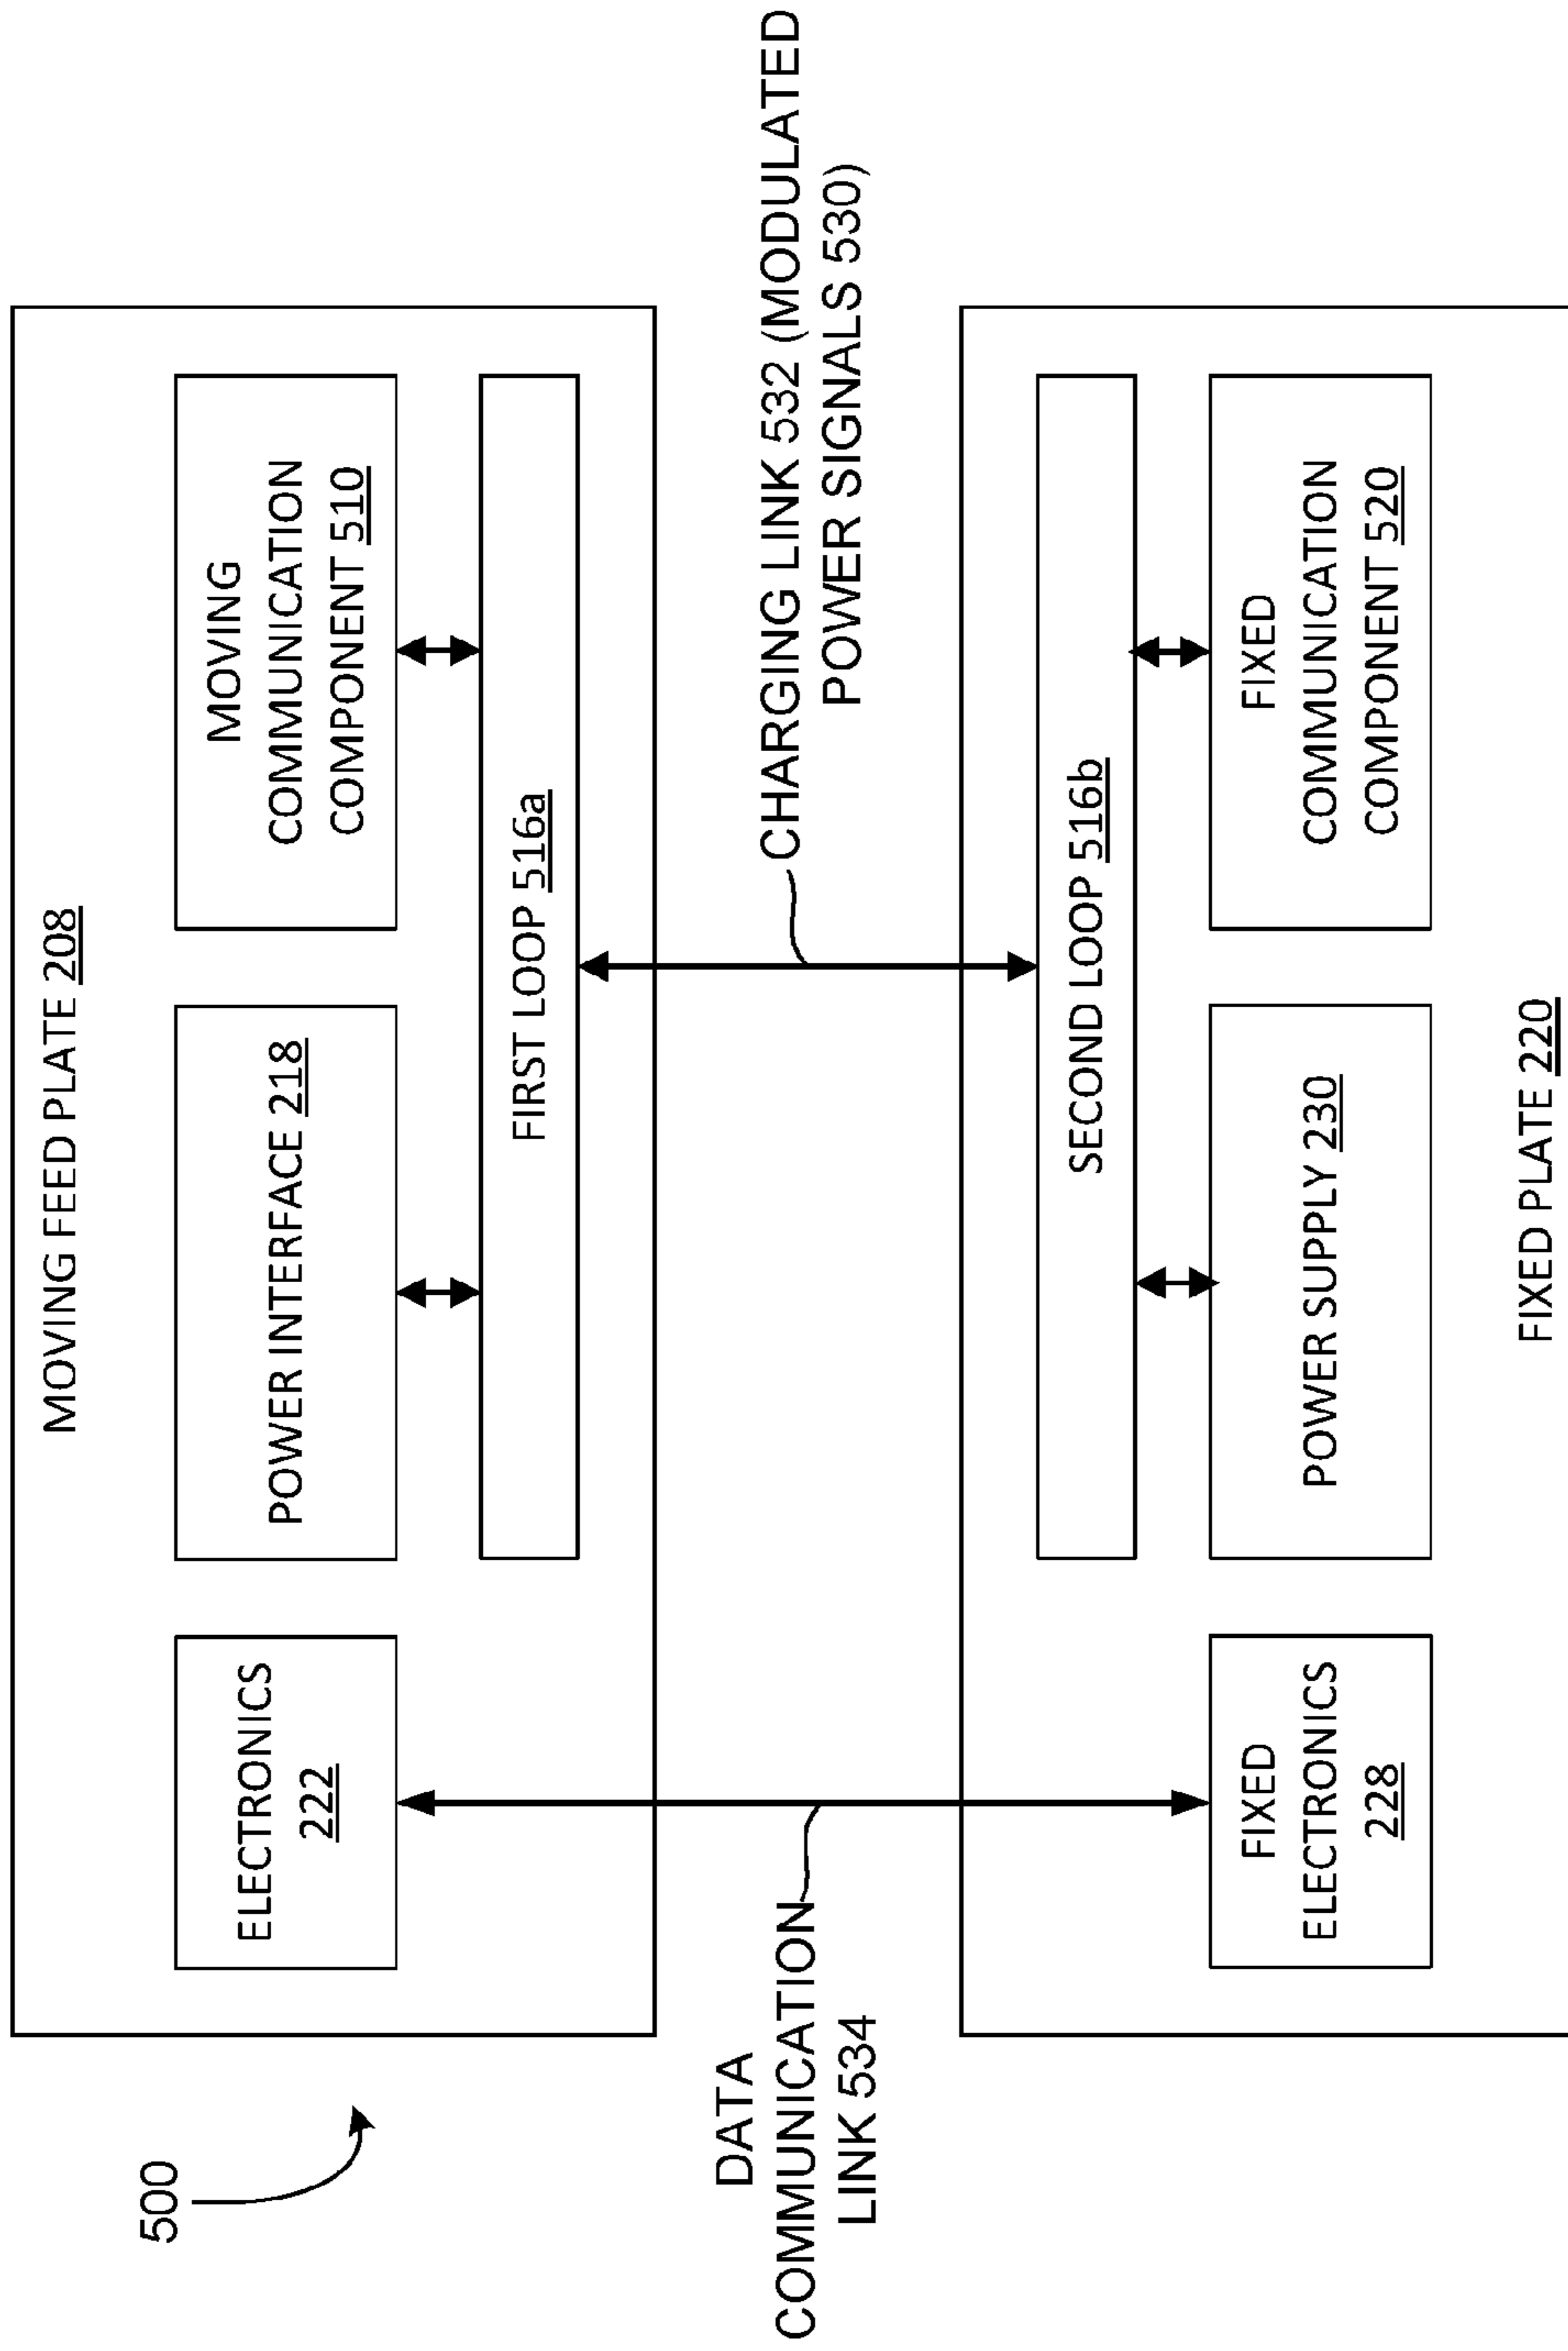 500
MOVING FEED PLATE 208
ELECTRONICS
222
POWER INTERFACE 218
MOVING
COMMUNICATION
COMPONENT 510
FIRST LOOP 516a
DATA
COMMUNICATION
LINK 534
CHARGING LINK 532 (MODULATED
POWER SIGNALS 530)
SECOND LOOP 516b
FIXED
ELECTRONICS
228
POWER SUPPLY 230
FIXED
COMMUNICATION
COMPONENT 520
FIXED PLATE 220